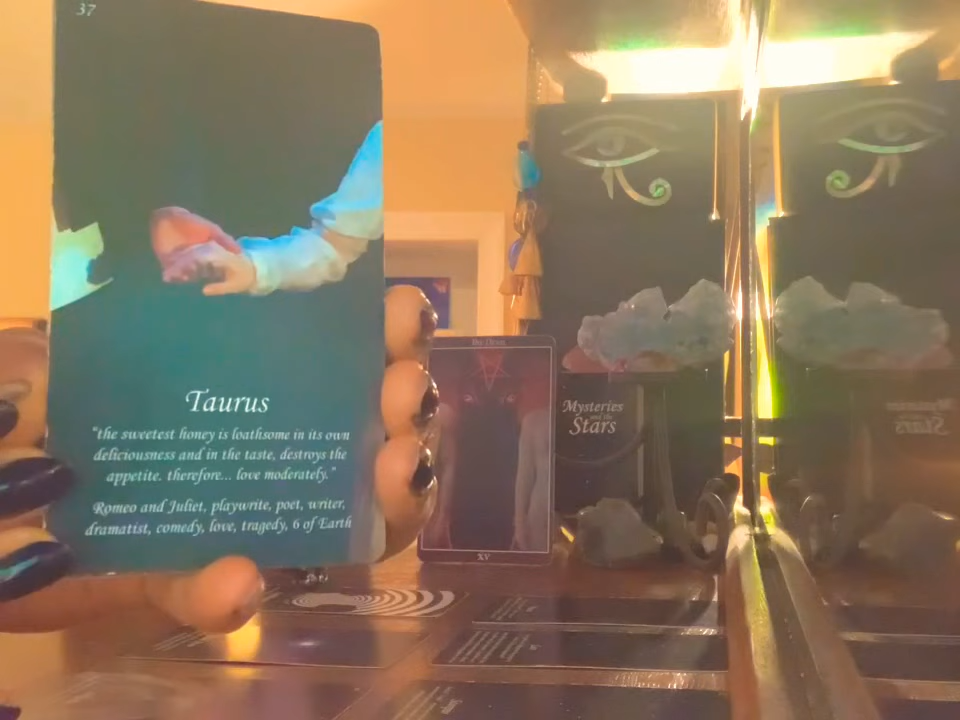 37
Taurus
"the sweetest honey is loathsome in its own
deliciousness and in the taste, destroys the
appetite. therefore... love moderately."
Romeo and Juliet, playwrite, poet, writer,
dramatist, comedy, love, tragedy, 6 of Earth
The Devil
XV
Mysteries
and the
Stars